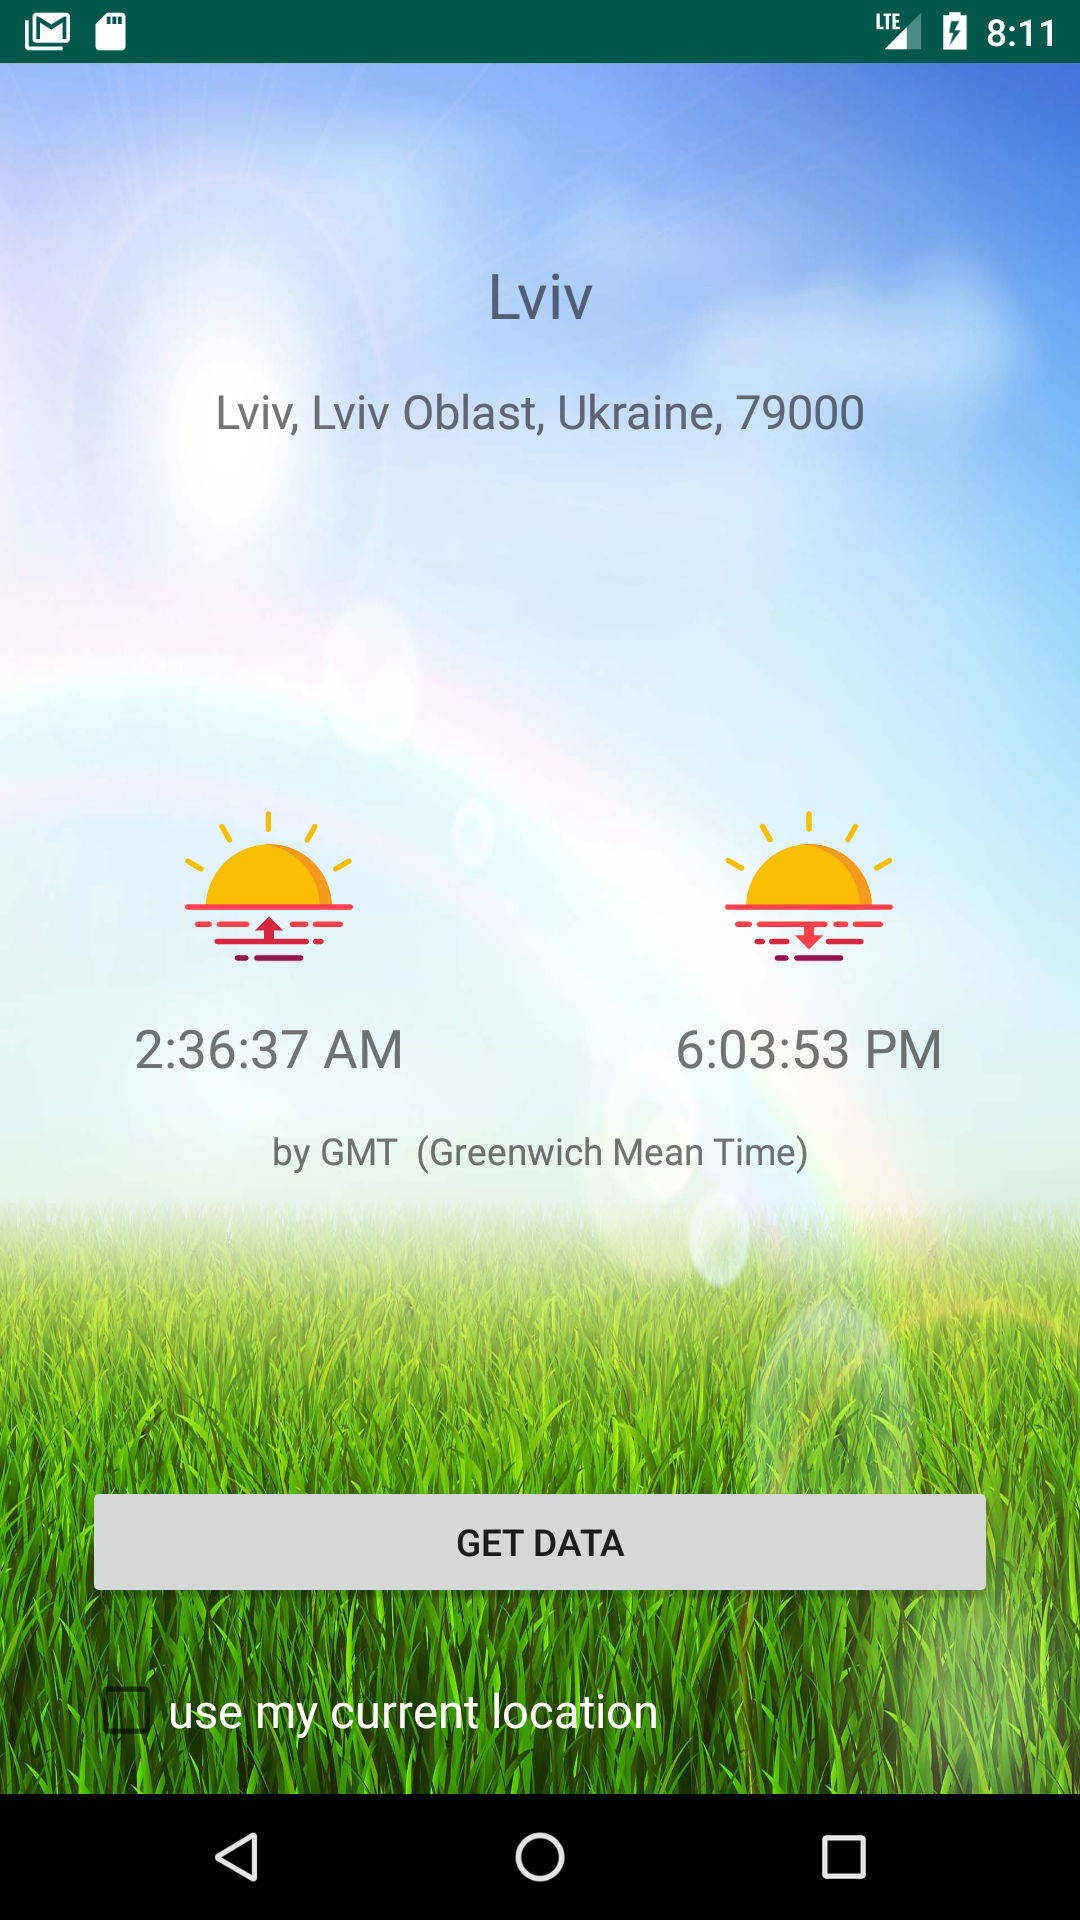 LTE 8:11
Lviv
Lviv, Lviv Oblast, Ukraine, 79000
2:36:37 AM 6:03:53 PM
by GMT (Greenwich Mean Time)
GET DATA
use my current location